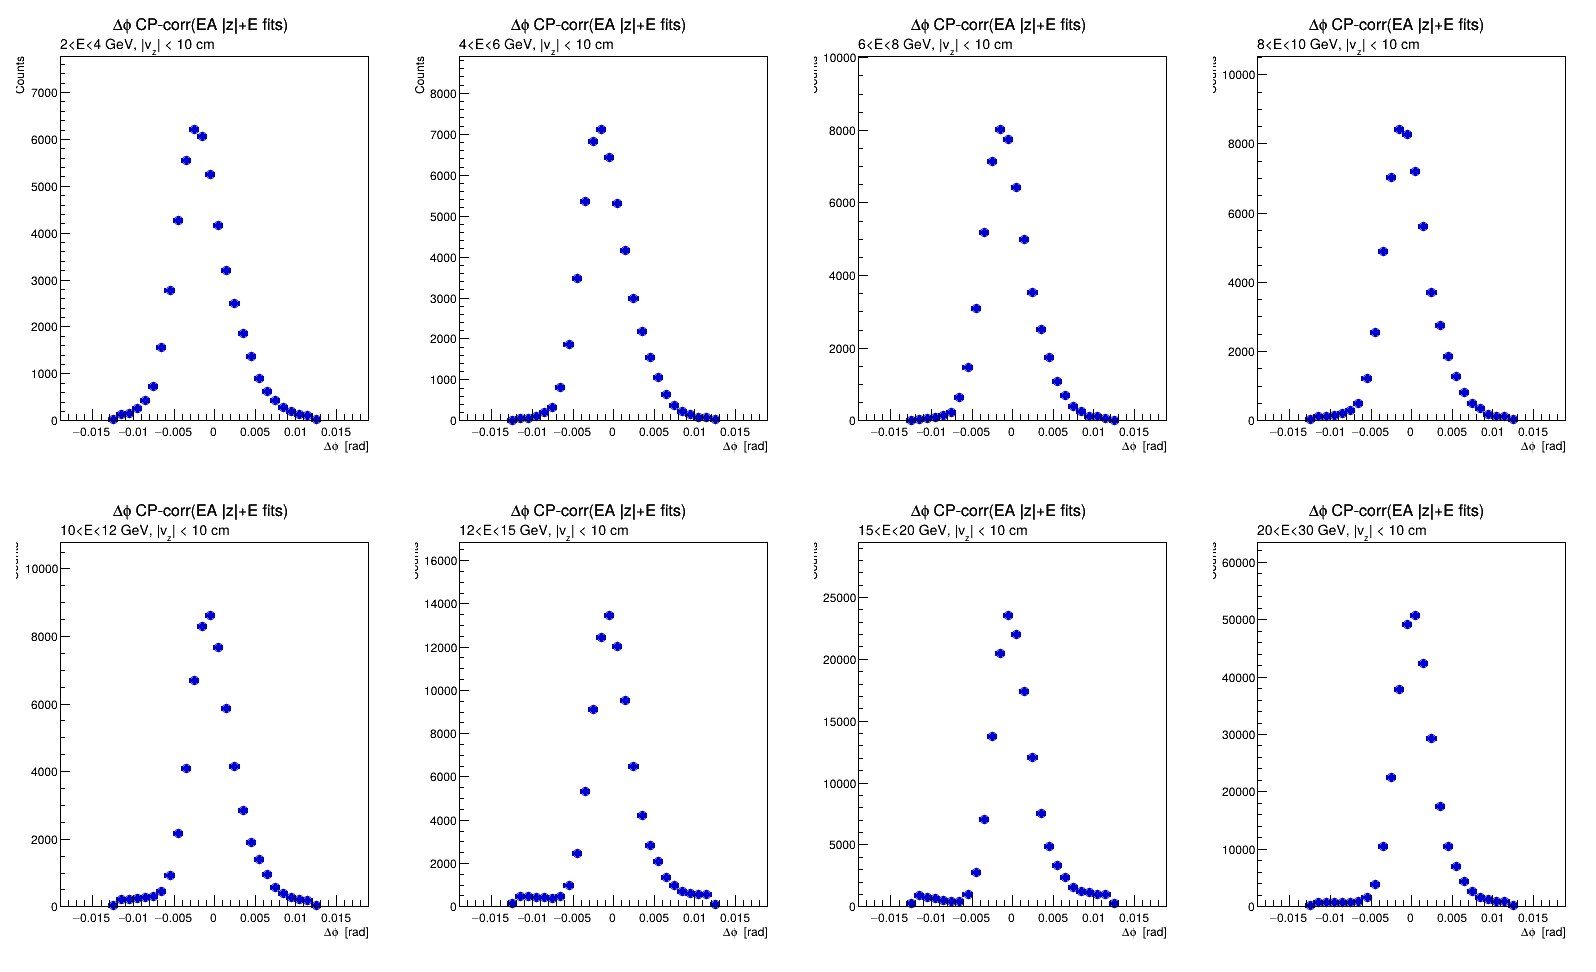 Δϕ CP-corr(EA |z|+E fits)
2<E<4 GeV, |v_z| < 10 cm
Counts
7000
6000
5000
4000
3000
2000
1000
0
−0.015 −0.01 −0.005 0 0.005 0.01 0.015
Δϕ [rad]
Δϕ CP-corr(EA |z|+E fits)
4<E<6 GeV, |v_z| < 10 cm
Counts
8000
7000
6000
5000
4000
3000
2000
1000
0
−0.015 −0.01 −0.005 0 0.005 0.01 0.015
Δϕ [rad]
Δϕ CP-corr(EA |z|+E fits)
6<E<8 GeV, |v_z| < 10 cm
Counts
10000
8000
6000
4000
2000
0
−0.015 −0.01 −0.005 0 0.005 0.01 0.015
Δϕ [rad]
Δϕ CP-corr(EA |z|+E fits)
8<E<10 GeV, |v_z| < 10 cm
Counts
10000
8000
6000
4000
2000
0
−0.015 −0.01 −0.005 0 0.005 0.01 0.015
Δϕ [rad]
Δϕ CP-corr(EA |z|+E fits)
10<E<12 GeV, |v_z| < 10 cm
Counts
10000
8000
6000
4000
2000
0
−0.015 −0.01 −0.005 0 0.005 0.01 0.015
Δϕ [rad]
Δϕ CP-corr(EA |z|+E fits)
12<E<15 GeV, |v_z| < 10 cm
Counts
16000
14000
12000
10000
8000
6000
4000
2000
0
−0.015 −0.01 −0.005 0 0.005 0.01 0.015
Δϕ [rad]
Δϕ CP-corr(EA |z|+E fits)
15<E<20 GeV, |v_z| < 10 cm
Counts
25000
20000
15000
10000
5000
0
−0.015 −0.01 −0.005 0 0.005 0.01 0.015
Δϕ [rad]
Δϕ CP-corr(EA |z|+E fits)
20<E<30 GeV, |v_z| < 10 cm
Counts
60000
50000
40000
30000
20000
10000
0
−0.015 −0.01 −0.005 0 0.005 0.01 0.015
Δϕ [rad]